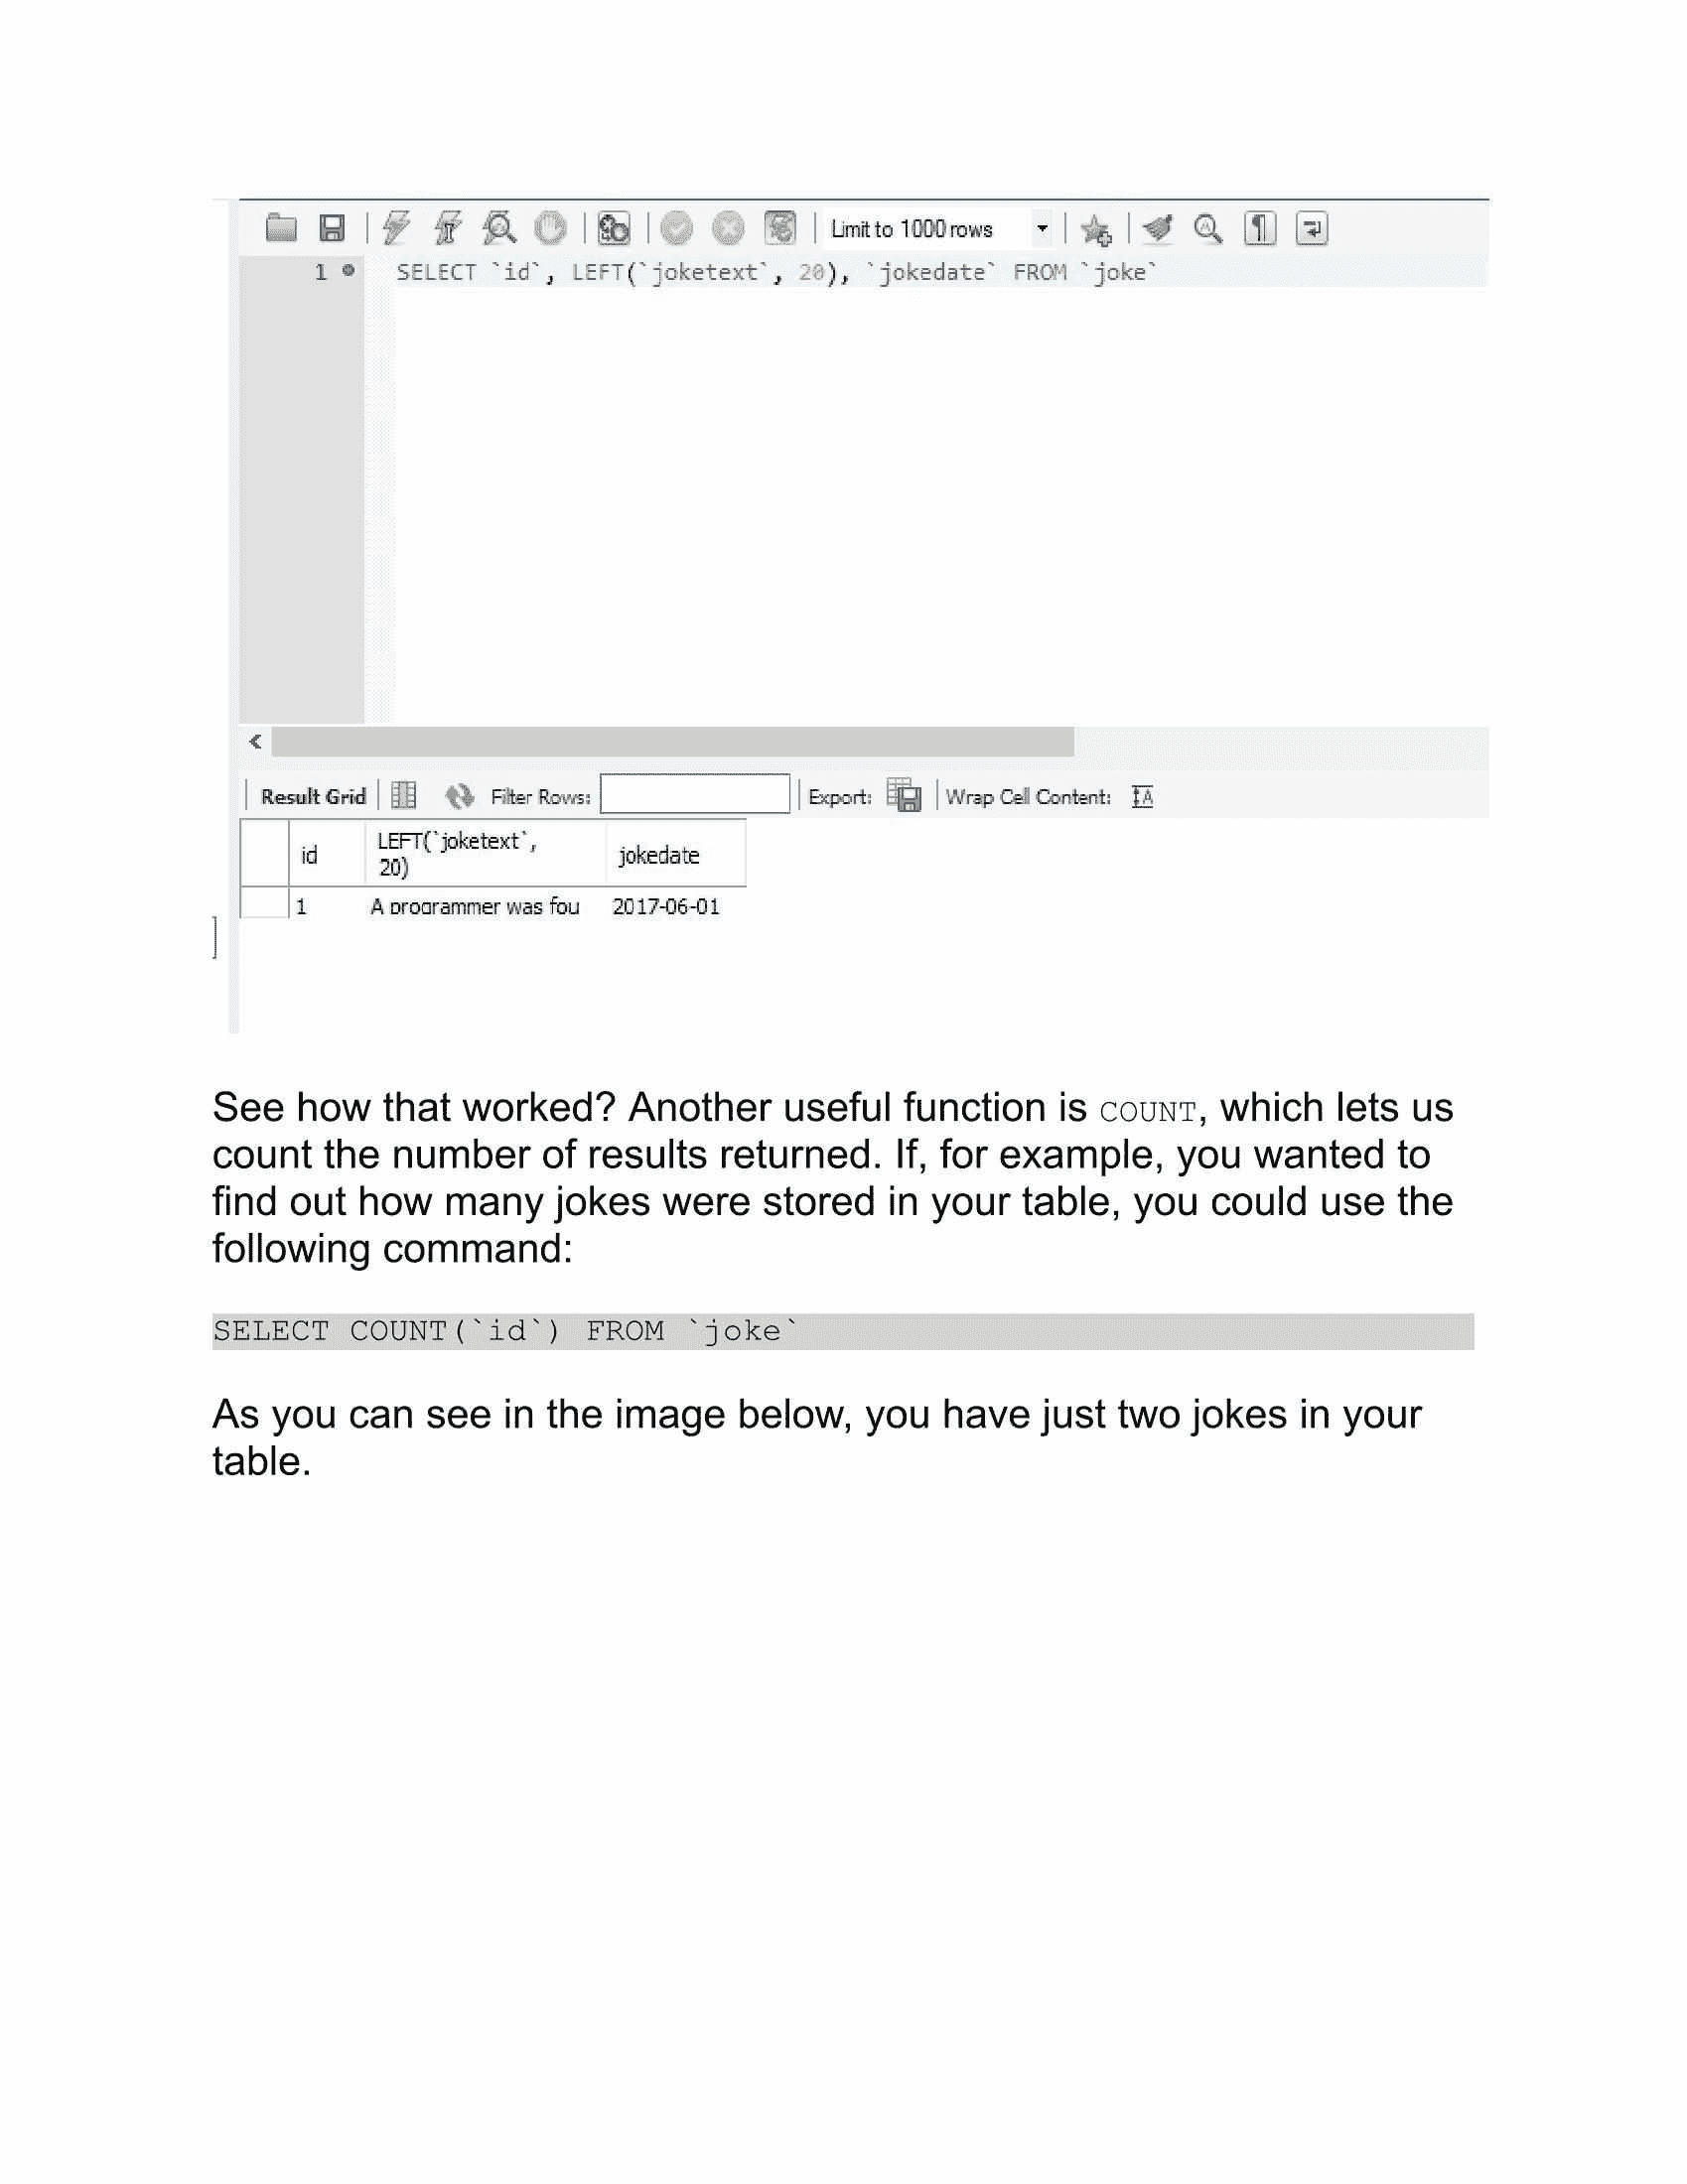 Limit to 1000 rows
1 SELECT `id`, LEFT(`joketext`, 20), `jokedate` FROM `joke`
Result Grid Filter Rows: Export: Wrap Cell Content:
id LEFT(`joketext`, 20) jokedate
1 A programmer was fou 2017-06-01
]
See how that worked? Another useful function is COUNT, which lets us
count the number of results returned. If, for example, you wanted to
find out how many jokes were stored in your table, you could use the
following command:
SELECT COUNT(`id`) FROM `joke`
As you can see in the image below, you have just two jokes in your
table.